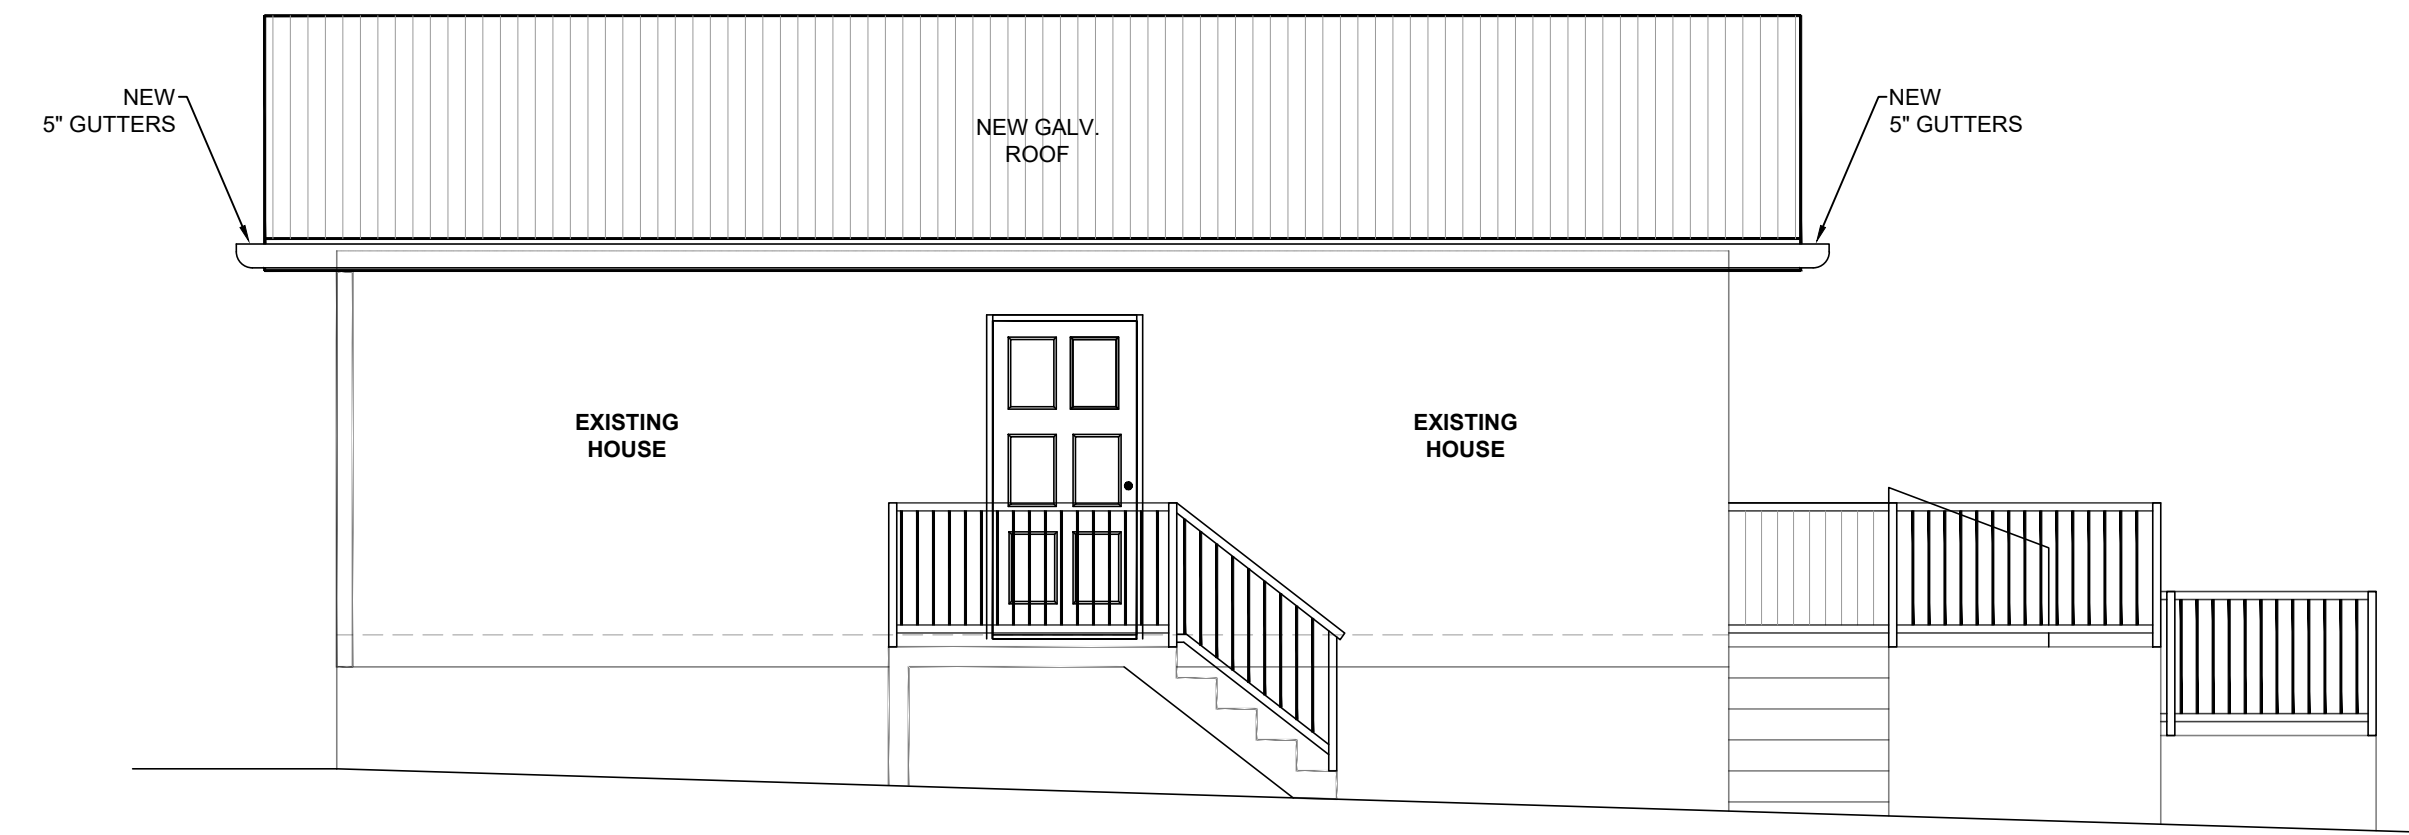 NEW
5" GUTTERS
NEW GALV.
ROOF
NEW
5" GUTTERS
EXISTING
HOUSE
EXISTING
HOUSE